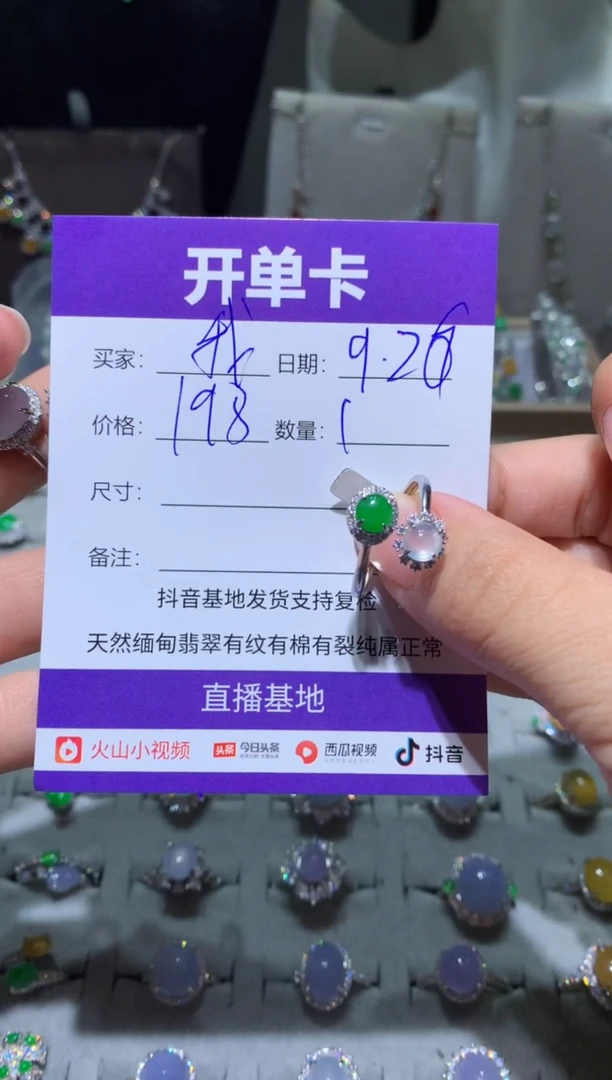 开单卡
买家: 我 日期: 9.26
价格: 198 数量: 1
尺寸:
备注:
抖音基地发货支持复检
天然缅甸翡翠有纹有棉有裂纯属正常
直播基地
火山小视频 头条 今日头条 西瓜视频 抖音